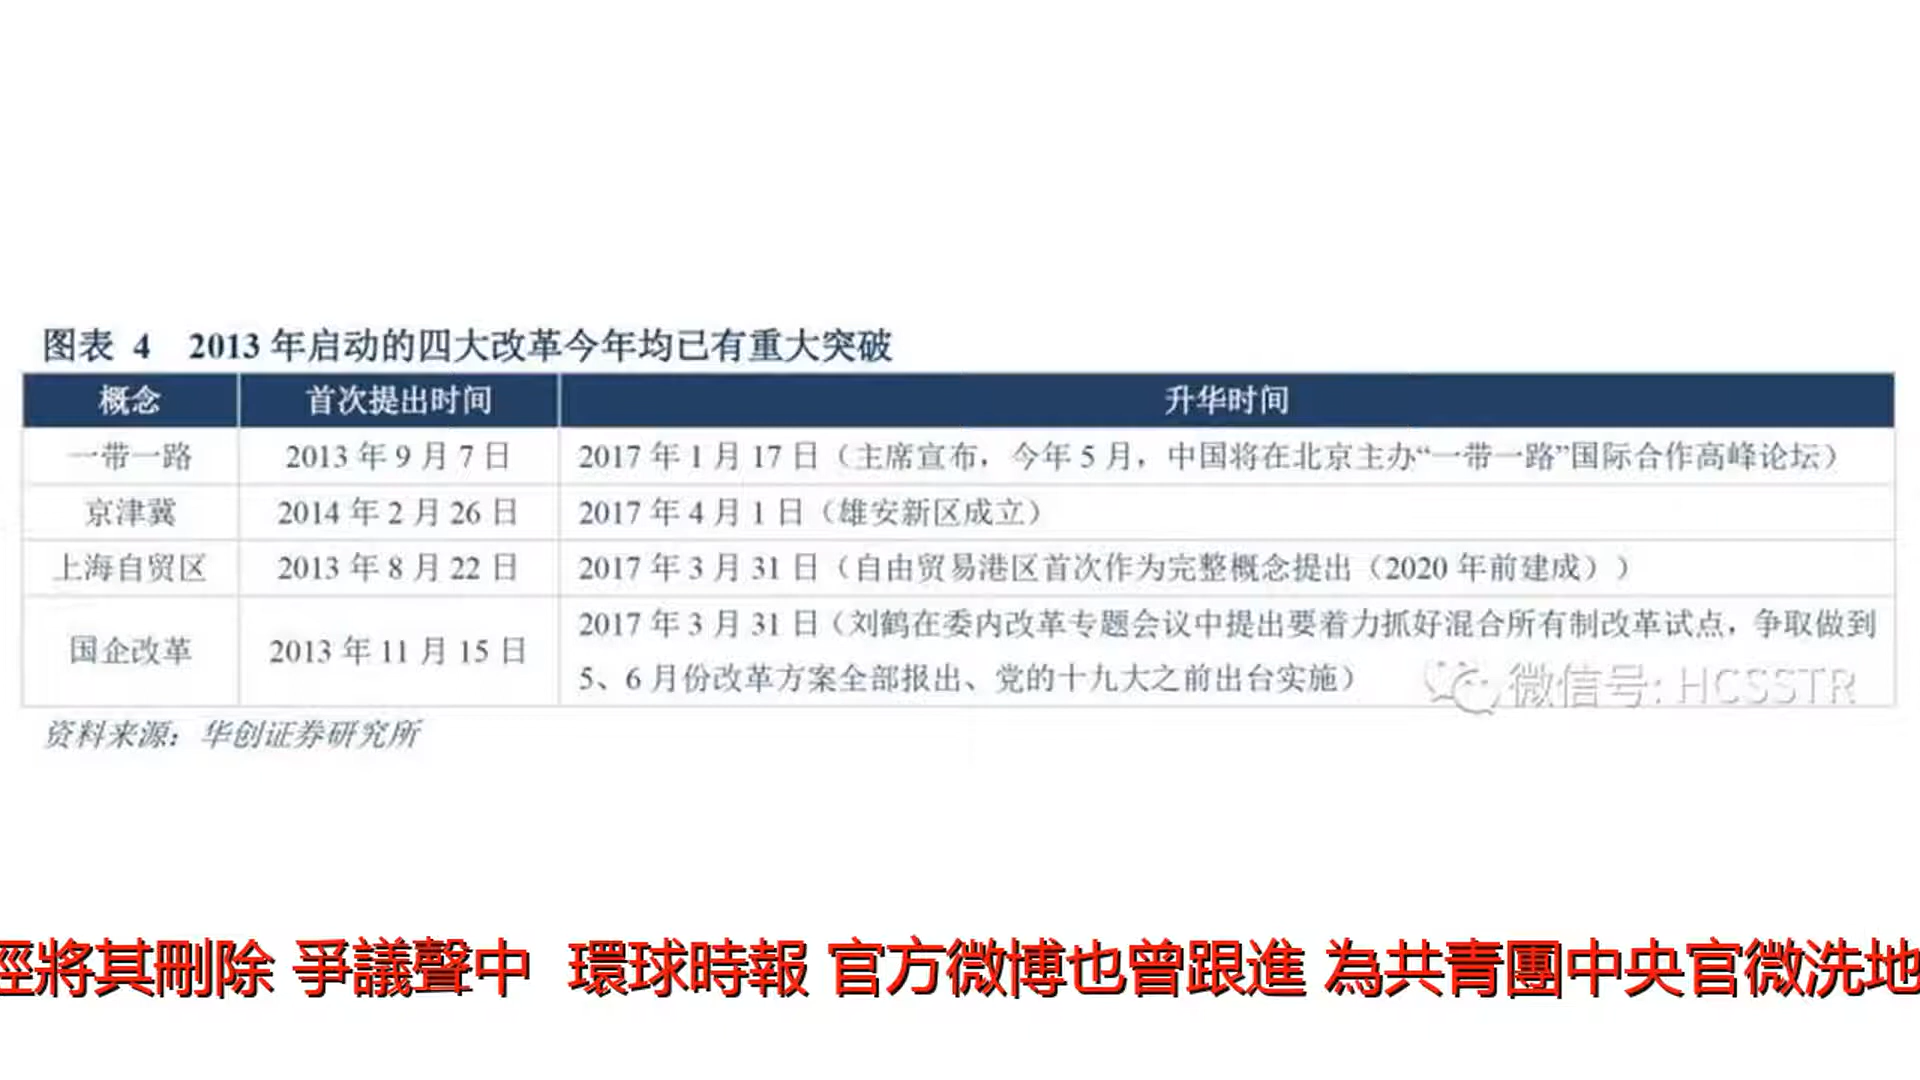 图表 4 2013 年启动的四大改革今年均已有重大突破
概念 首次提出时间 升华时间
一带一路 2013 年 9 月 7 日 2017 年 1 月 17 日（主席宣布，今年 5 月，中国将在北京主办“一带一路”国际合作高峰论坛）
京津冀 2014 年 2 月 26 日 2017 年 4 月 1 日（雄安新区成立）
上海自贸区 2013 年 8 月 22 日 2017 年 3 月 31 日（自由贸易港区首次作为完整概念提出（2020 年前建成））
国企改革 2013 年 11 月 15 日 2017 年 3 月 31 日（刘鹤在委内改革专题会议中提出要着力抓好混合所有制改革试点，争取做到
5、6 月份改革方案全部报出、党的十九大之前出台实施）
微信号: HCSSTR
资料来源：华创证券研究所
經將其刪除 爭議聲中 環球時報 官方微博也曾跟進 為共青團中央官微洗地